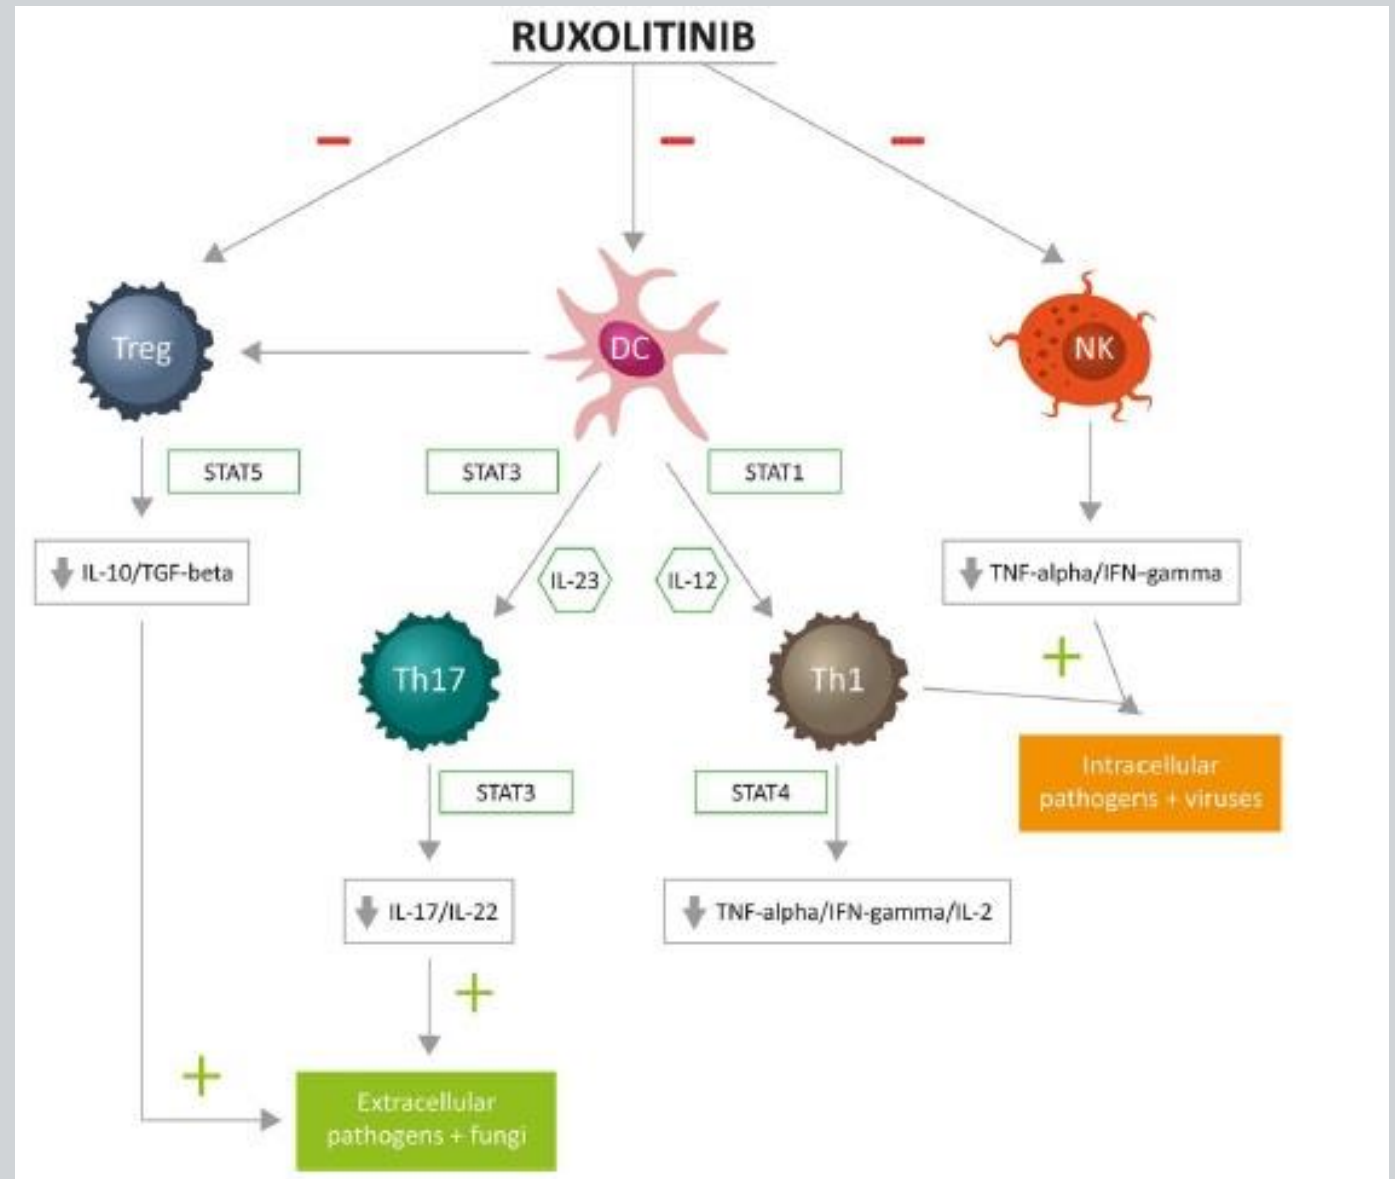 RUXOLITINIB
−
−
−
Treg
DC
NK
STAT5
STAT3
STAT1
IL-10/TGF-beta
IL-23
IL-12
TNF-alpha/IFN-gamma
+
Th17
Th1
Intracellular
pathogens + viruses
STAT3
STAT4
IL-17/IL-22
TNF-alpha/IFN-gamma/IL-2
+
+
Extracellular
pathogens + fungi